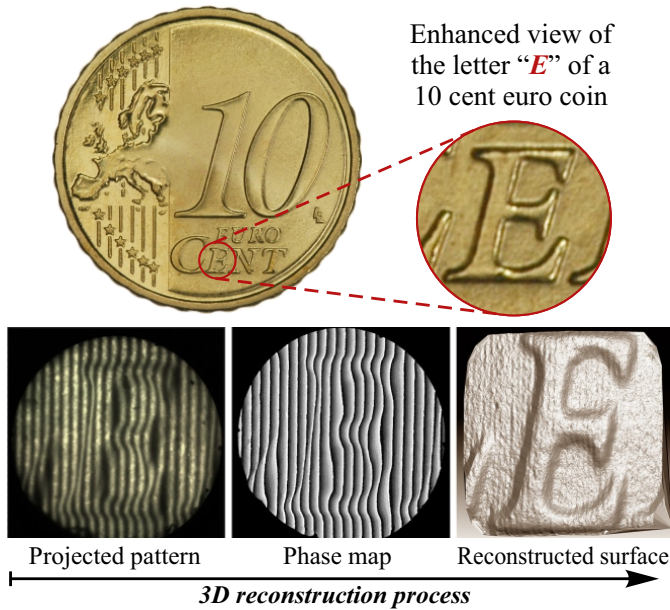 Enhanced view of
the letter “E” of a
10 cent euro coin
10
LL
EURO
CENT
E
E
Projected pattern
Phase map
Reconstructed surface
3D reconstruction process